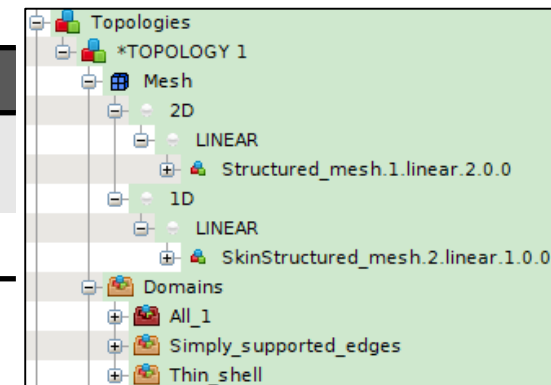 Topologies
*TOPOLOGY 1
Mesh
2D
LINEAR
Structured_mesh.1.linear.2.0.0
1D
LINEAR
SkinStructured_mesh.2.linear.1.0.0
Domains
All_1
Simply_supported_edges
Thin_shell